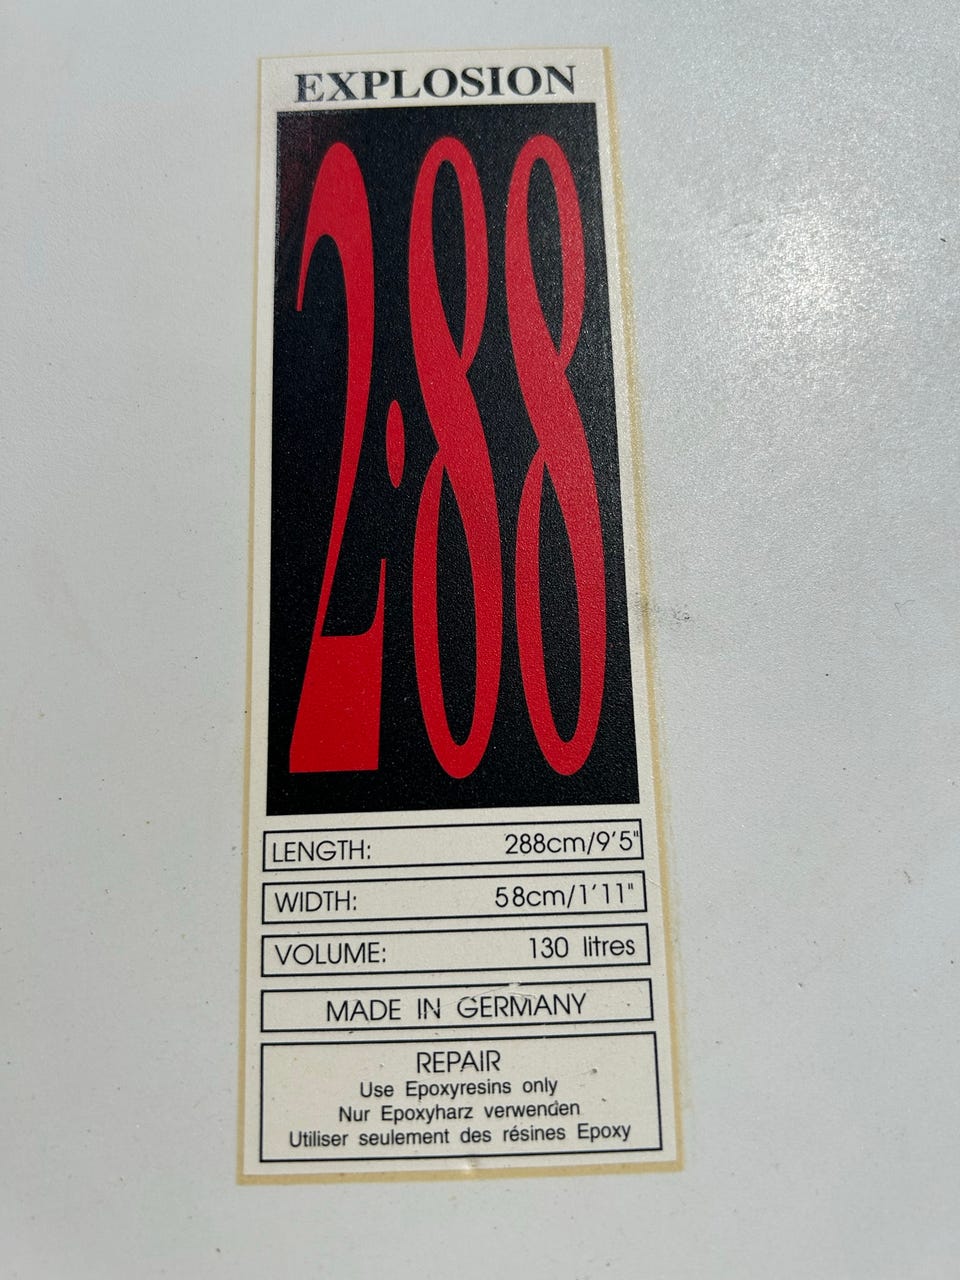 EXPLOSION
2·88
LENGTH: 288cm/9'5"
WIDTH: 58cm/1'11"
VOLUME: 130 litres
MADE IN GERMANY
REPAIR
Use Epoxyresins only
Nur Epoxyharz verwenden
Utiliser seulement des résines Epoxy